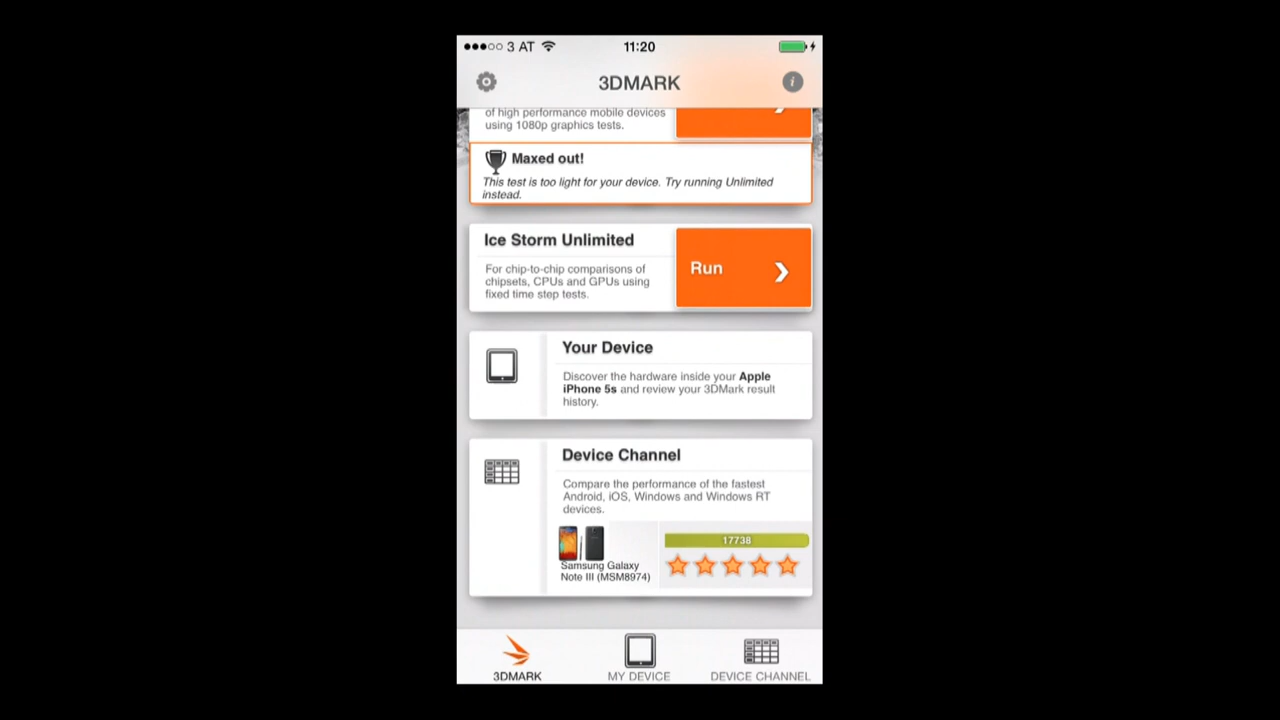 3 AT 11:20
3DMARK
of high performance mobile devices
using 1080p graphics tests.
Maxed out!
This test is too light for your device. Try running Unlimited
instead.
Ice Storm Unlimited
For chip-to-chip comparisons of
chipsets, CPUs and GPUs using
fixed time step tests.
Run
Your Device
Discover the hardware inside your Apple
iPhone 5s and review your 3DMark result
history.
Device Channel
Compare the performance of the fastest
Android, iOS, Windows and Windows RT
devices.
17738
Samsung Galaxy
Note III (MSM8974)
3DMARK MY DEVICE DEVICE CHANNEL